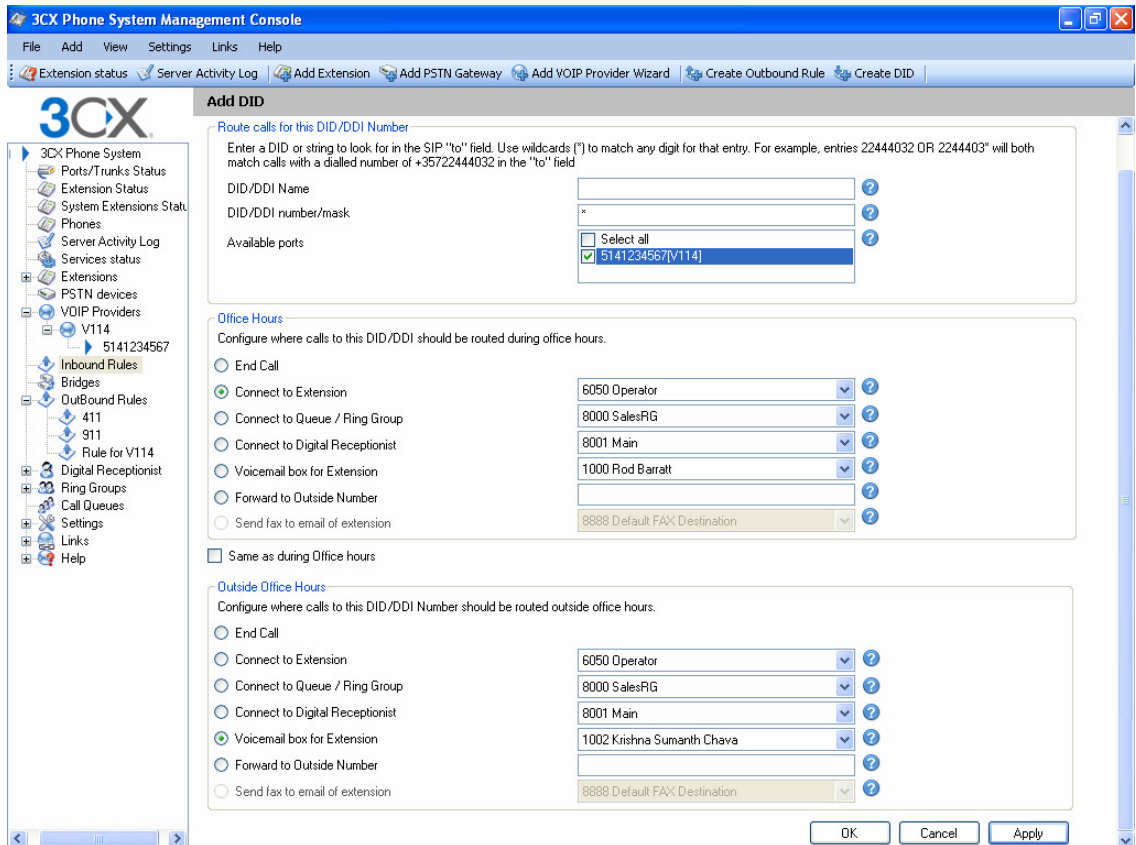 3CX Phone System Management Console
File Add View Settings Links Help
Extension status Server Activity Log Add Extension Add PSTN Gateway Add VOIP Provider Wizard Create Outbound Rule Create DID
3CX
3CX Phone System
Ports/Trunks Status
Extension Status
System Extensions Statu
Phones
Server Activity Log
Services status
Extensions
PSTN devices
VOIP Providers
V114
5141234567
Inbound Rules
Bridges
OutBound Rules
411
911
Rule for V114
Digital Receptionist
Ring Groups
Call Queues
Settings
Links
Help
Add DID
Route calls for this DID/DDI Number
Enter a DID or string to look for in the SIP "to" field. Use wildcards (*) to match any digit for that entry. For example, entries 22444032 OR 2244403* will both
match calls with a dialled number of +35722444032 in the "to" field
DID/DDI Name
DID/DDI number/mask *
Available ports Select all
5141234567[V114]
Office Hours
Configure where calls to this DID/DDI should be routed during office hours.
End Call
Connect to Extension 6050 Operator
Connect to Queue / Ring Group 8000 SalesRG
Connect to Digital Receptionist 8001 Main
Voicemail box for Extension 1000 Rod Barratt
Forward to Outside Number
Send fax to email of extension 8888 Default FAX Destination
Same as during Office hours
Outside Office Hours
Configure where calls to this DID/DDI Number should be routed outside office hours.
End Call
Connect to Extension 6050 Operator
Connect to Queue / Ring Group 8000 SalesRG
Connect to Digital Receptionist 8001 Main
Voicemail box for Extension 1002 Krishna Sumanth Chava
Forward to Outside Number
Send fax to email of extension 8888 Default FAX Destination
OK Cancel Apply